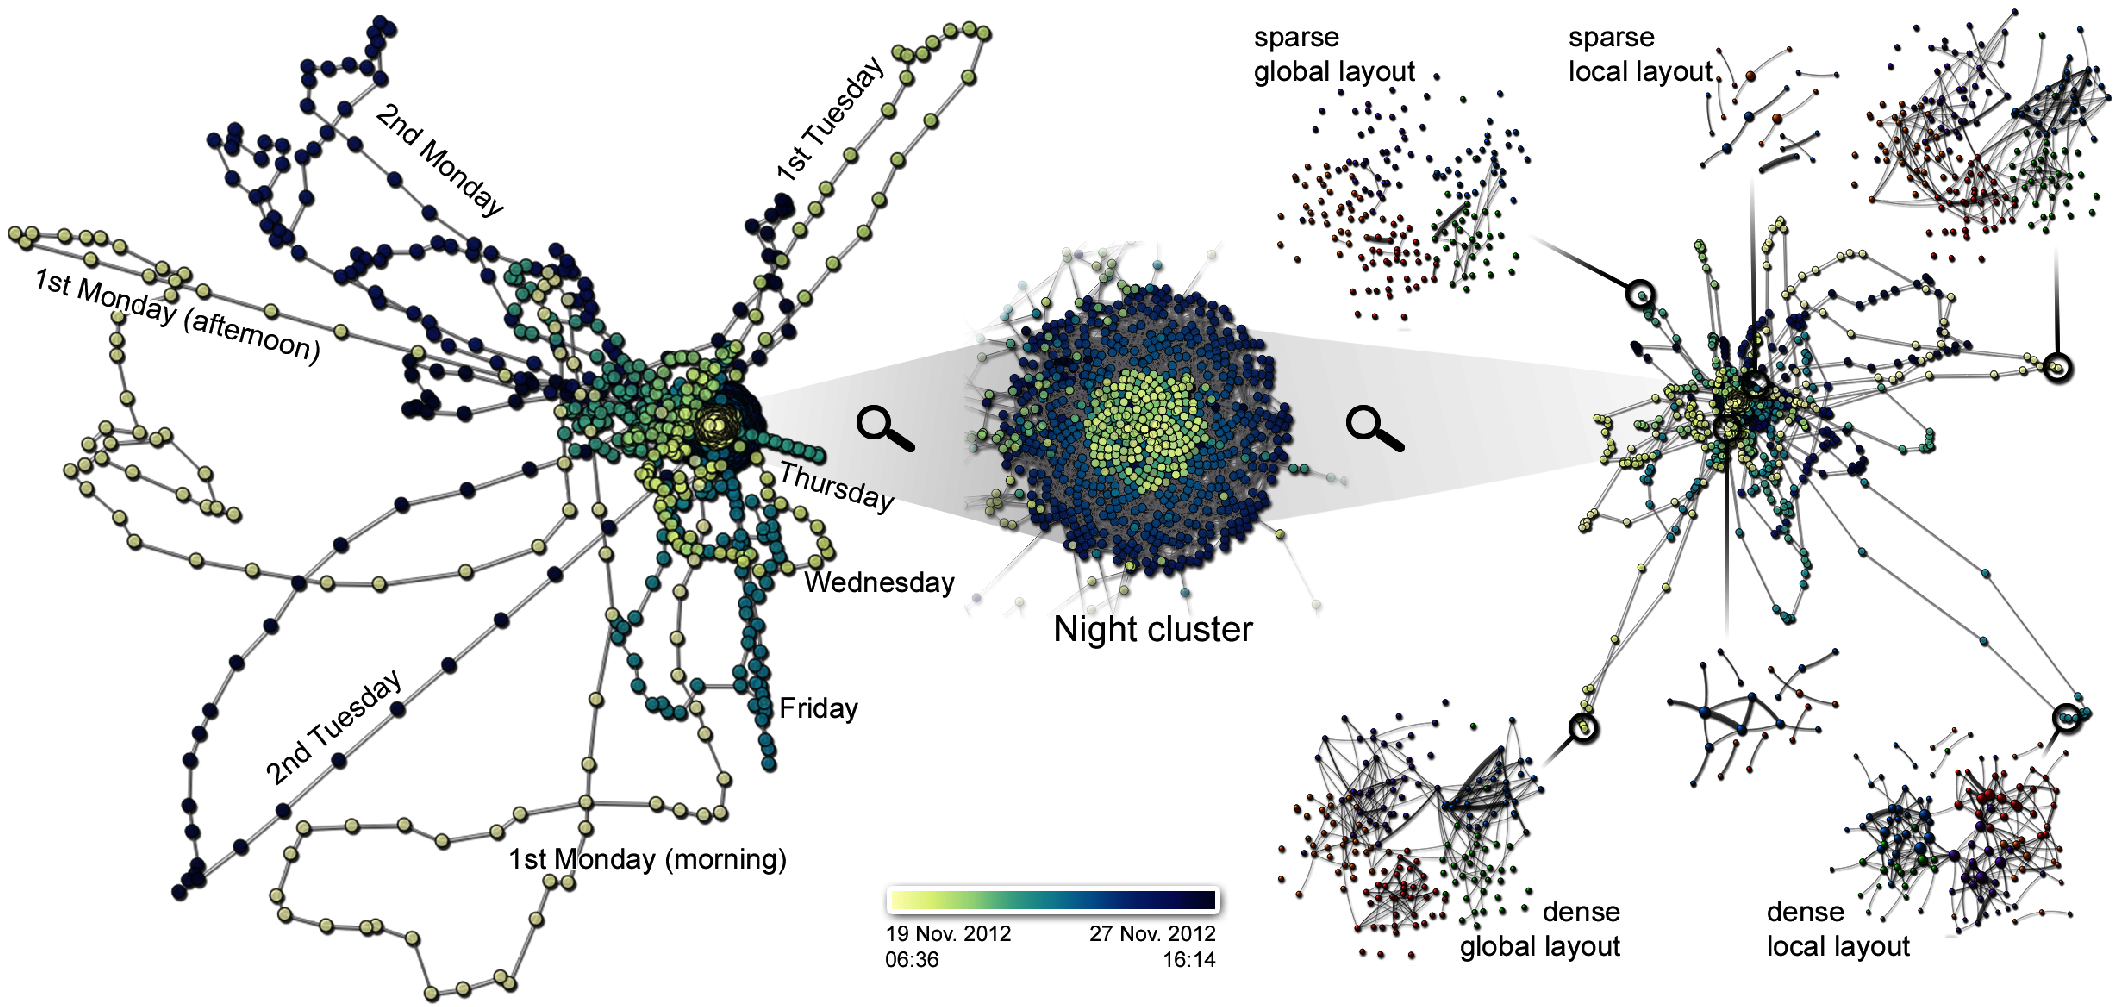 2nd Monday
1st Tuesday
1st Monday (afternoon)
Thursday
Wednesday
Friday
2nd Tuesday
1st Monday (morning)
Night cluster
19 Nov. 2012
06:36
27 Nov. 2012
16:14
sparse
global layout
sparse
local layout
dense
global layout
dense
local layout